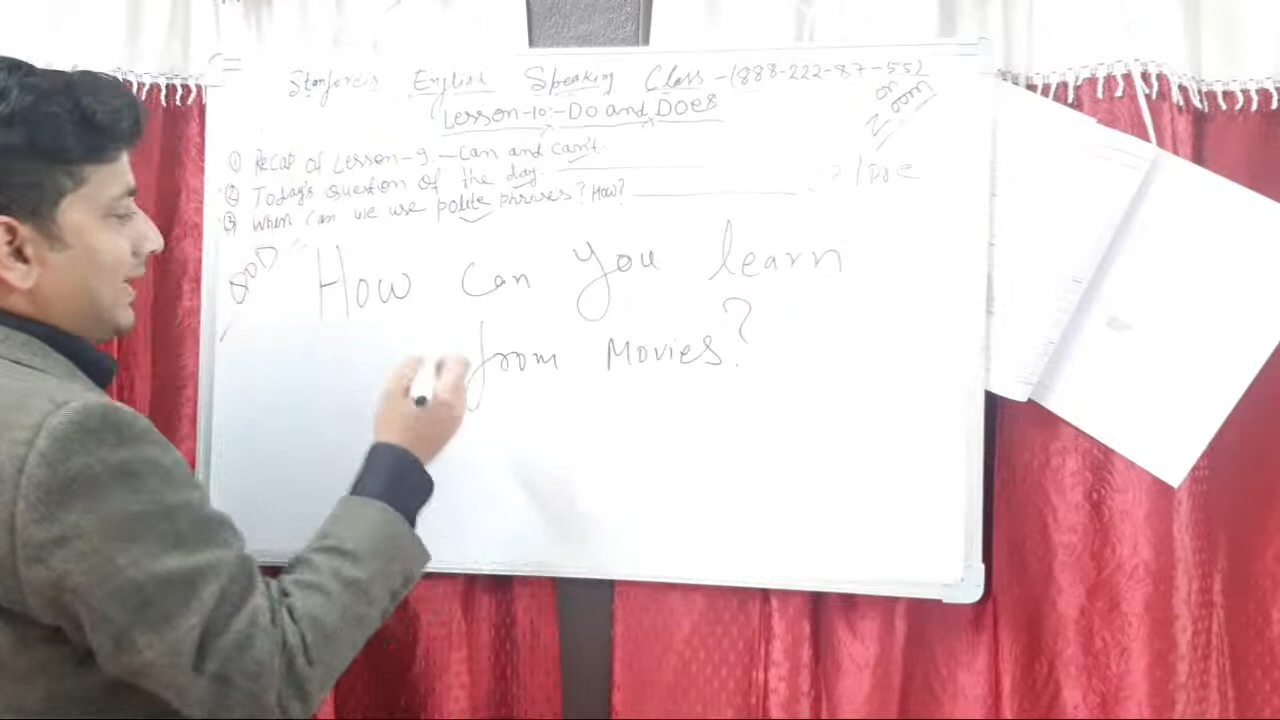 English Speaking Class - (888-222-87-552
on Zoom
Lesson-10:- Do and Does
① Recap of Lesson-9 - Can and Can't.
② Today's question of the day.
③ When can we use polite phrases? How?
QOD
How can you learn
from Movies?